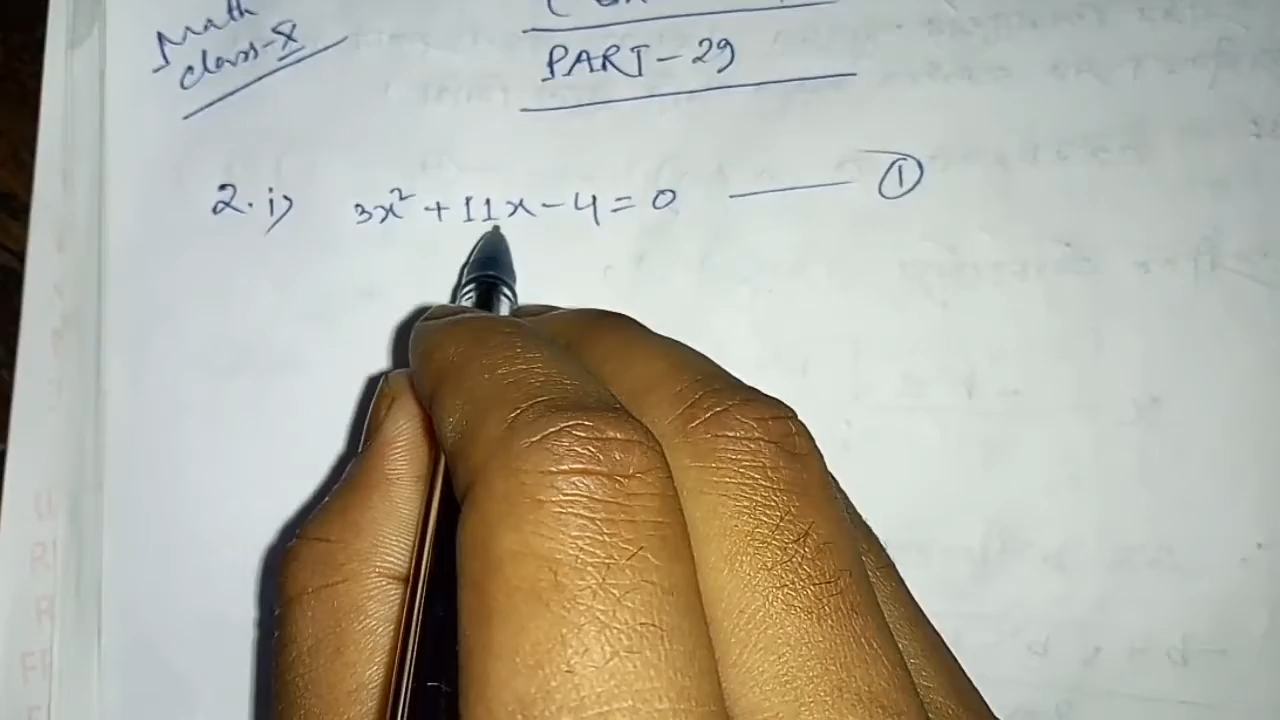 Math
class-X
PART-29
2. i) 3x² + 11x - 4 = 0 —— ①